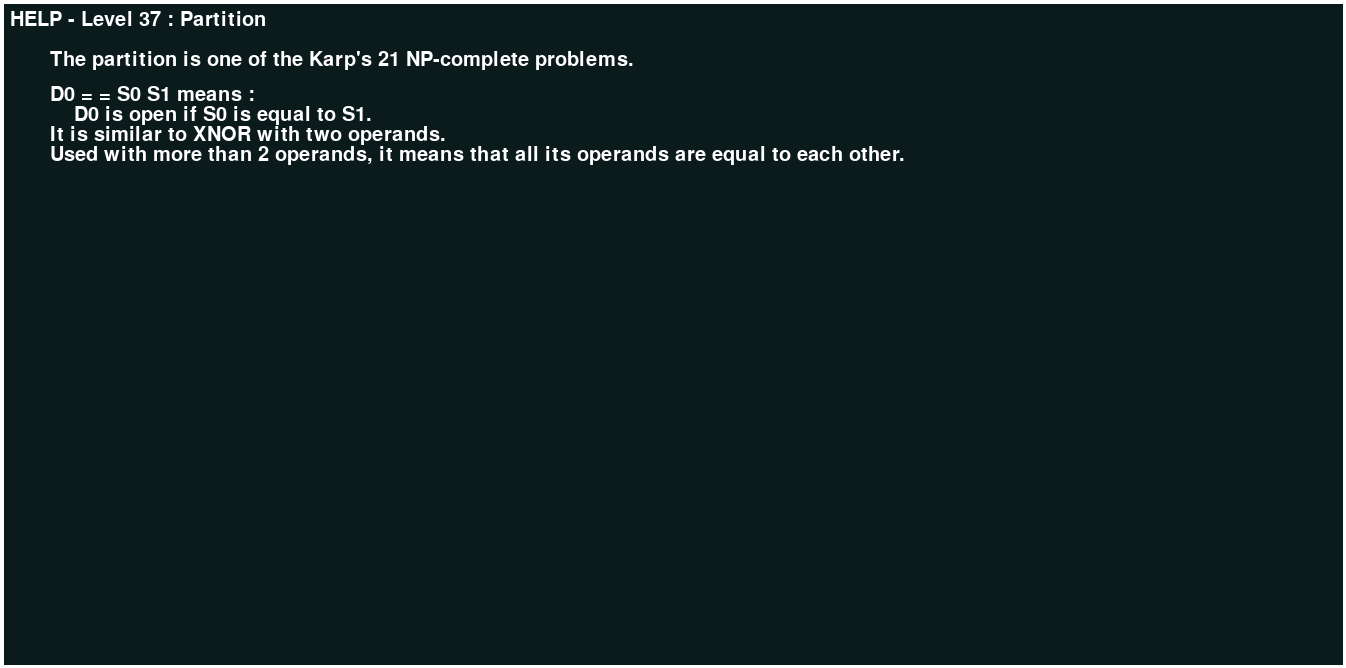 HELP - Level 37 : Partition
The partition is one of the Karp's 21 NP-complete problems.
D0 = = S0 S1 means :
D0 is open if S0 is equal to S1.
It is similar to XNOR with two operands.
Used with more than 2 operands, it means that all its operands are equal to each other.